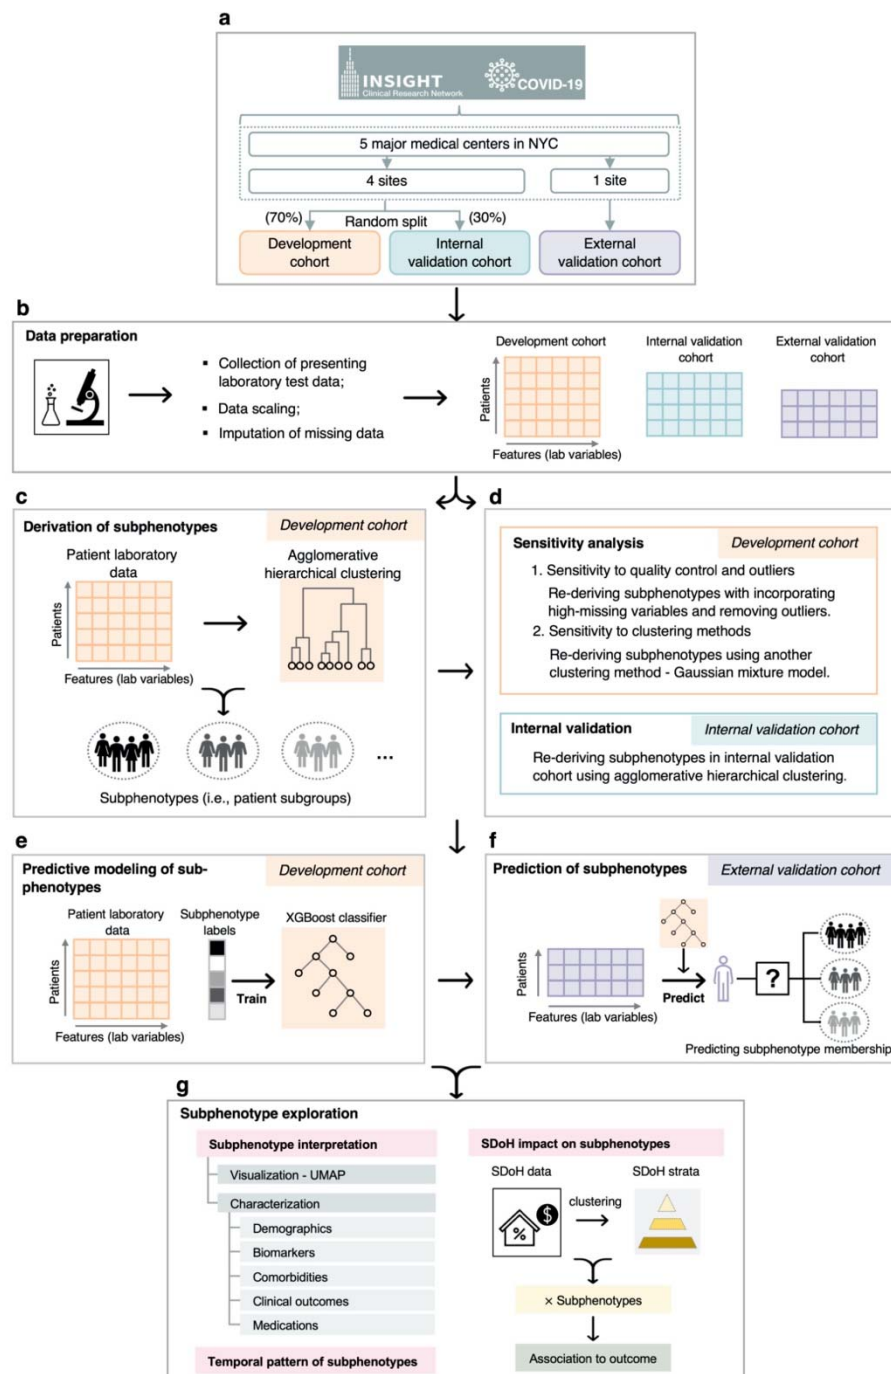 a
INSIGHT
Clinical Research Network
COVID-19
5 major medical centers in NYC
4 sites
1 site
(70%)
Random split
(30%)
Development
cohort
Internal
validation cohort
External
validation cohort
b
Data preparation
▪ Collection of presenting
laboratory test data;
▪ Data scaling;
▪ Imputation of missing data
Development cohort
Patients
Features (lab variables)
Internal validation
cohort
External validation
cohort
c
Derivation of subphenotypes
Development cohort
Patient laboratory
data
Patients
Features (lab variables)
Agglomerative
hierarchical clustering
...
Subphenotypes (i.e., patient subgroups)
d
Sensitivity analysis
Development cohort
1. Sensitivity to quality control and outliers
Re-deriving subphenotypes with incorporating
high-missing variables and removing outliers.
2. Sensitivity to clustering methods
Re-deriving subphenotypes using another
clustering method - Gaussian mixture model.
Internal validation
Internal validation cohort
Re-deriving subphenotypes in internal validation
cohort using agglomerative hierarchical clustering.
e
Predictive modeling of sub-
phenotypes
Development cohort
Patient laboratory
data
Patients
Features (lab variables)
Subphenotype
labels
Train
XGBoost classifier
f
Prediction of subphenotypes
External validation cohort
Patients
Features (lab variables)
Predict
?
Predicting subphenotype membership
g
Subphenotype exploration
Subphenotype interpretation
Visualization - UMAP
Characterization
Demographics
Biomarkers
Comorbidities
Clinical outcomes
Medications
Temporal pattern of subphenotypes
SDoH impact on subphenotypes
SDoH data
%
$
clustering
SDoH strata
× Subphenotypes
Association to outcome